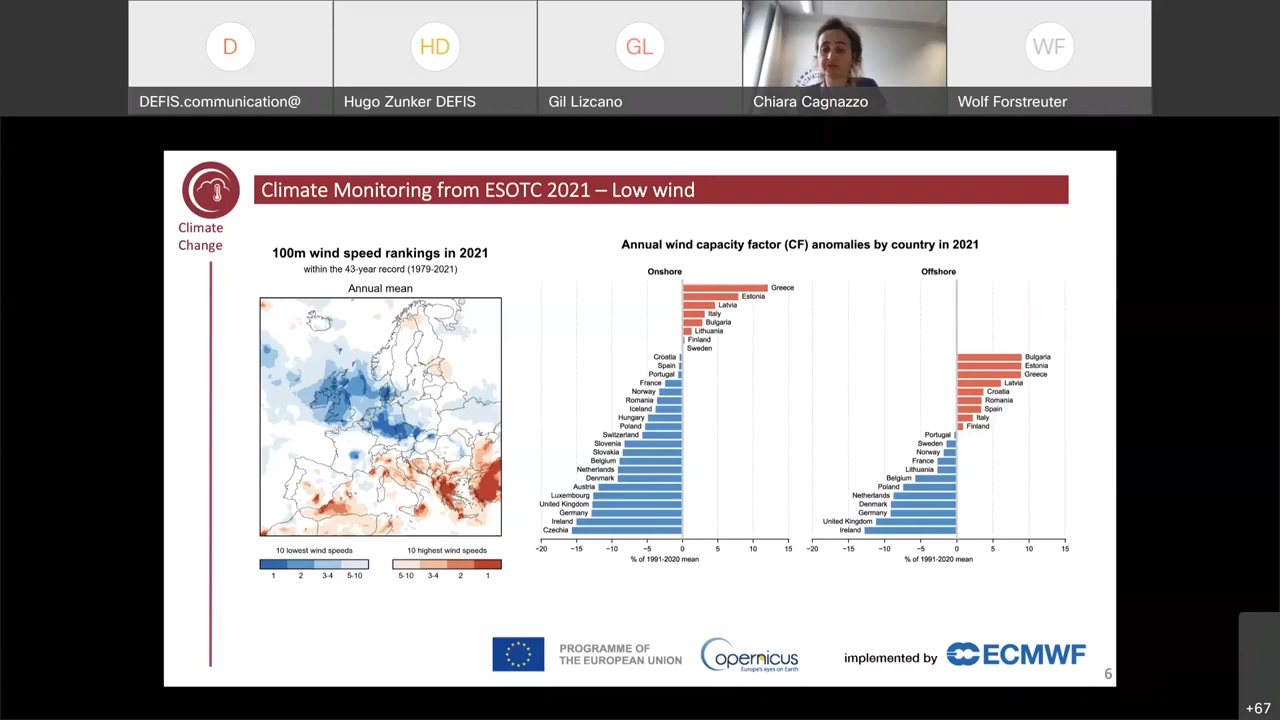 D
HD
GL
WF
DEFIS.communication@
Hugo Zunker DEFIS
Gil Lizcano
Chiara Cagnazzo
Wolf Forstreuter
Climate Monitoring from ESOTC 2021 – Low wind
Climate
Change
100m wind speed rankings in 2021
within the 43-year record (1979-2021)
Annual mean
10 lowest wind speeds
10 highest wind speeds
1 2 3-4 5-10
5-10 3-4 2 1
Annual wind capacity factor (CF) anomalies by country in 2021
Onshore
Greece
Estonia
Latvia
Italy
Bulgaria
Lithuania
Finland
Sweden
Croatia
Spain
Portugal
France
Norway
Romania
Iceland
Hungary
Poland
Switzerland
Slovenia
Slovakia
Belgium
Netherlands
Denmark
Austria
Luxembourg
United Kingdom
Germany
Ireland
Czechia
−20 −15 −10 −5 0 5 10 15
% of 1991-2020 mean
Offshore
Bulgaria
Estonia
Greece
Latvia
Croatia
Romania
Spain
Italy
Finland
Portugal
Sweden
Norway
France
Lithuania
Belgium
Poland
Netherlands
Denmark
Germany
United Kingdom
Ireland
−20 −15 −10 −5 0 5 10 15
% of 1991-2020 mean
PROGRAMME OF
THE EUROPEAN UNION
opernicus
Europe's eyes on Earth
implemented by
ECMWF
6
+67